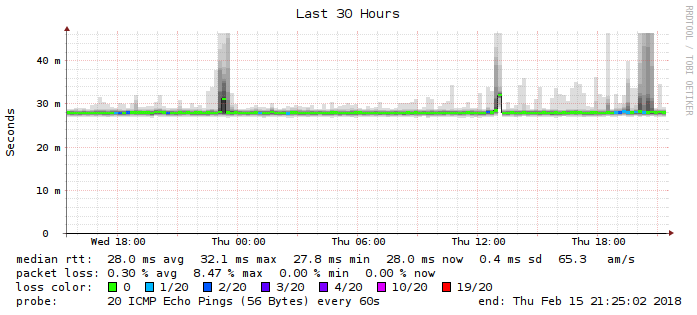 Last 30 Hours
RRDTOOL / TOBI OETIKER
Seconds
40 m
30 m
20 m
10 m
0
Wed 18:00 Thu 00:00 Thu 06:00 Thu 12:00 Thu 18:00
median rtt: 28.0 ms avg 32.1 ms max 27.8 ms min 28.0 ms now 0.4 ms sd 65.3 am/s
packet loss: 0.30 % avg 8.47 % max 0.00 % min 0.00 % now
loss color: 0 1/20 2/20 3/20 4/20 10/20 19/20
probe: 20 ICMP Echo Pings (56 Bytes) every 60s end: Thu Feb 15 21:25:02 2018